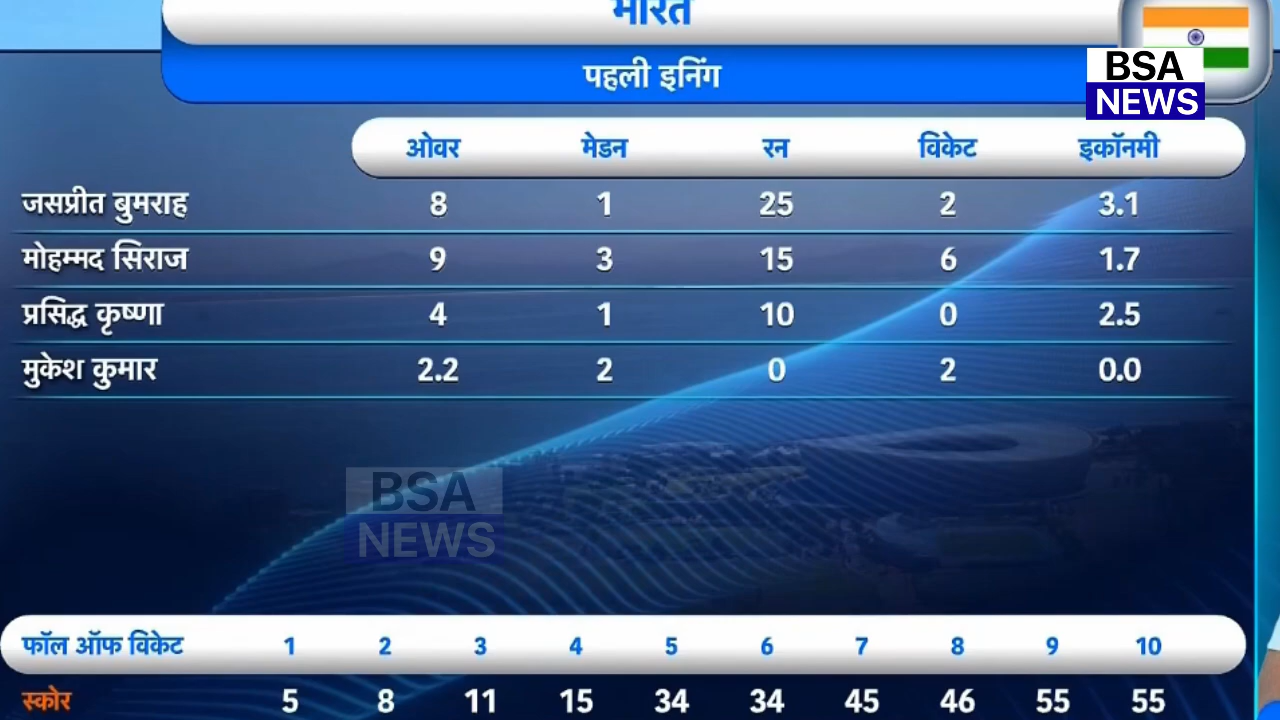 भारत
पहली इनिंग
BSA
NEWS
ओवर मेडन रन विकेट इकॉनमी
जसप्रीत बुमराह 8 1 25 2 3.1
मोहम्मद सिराज 9 3 15 6 1.7
प्रसिद्ध कृष्णा 4 1 10 0 2.5
मुकेश कुमार 2.2 2 0 2 0.0
BSA
NEWS
फॉल ऑफ विकेट 1 2 3 4 5 6 7 8 9 10
स्कोर 5 8 11 15 34 34 45 46 55 55